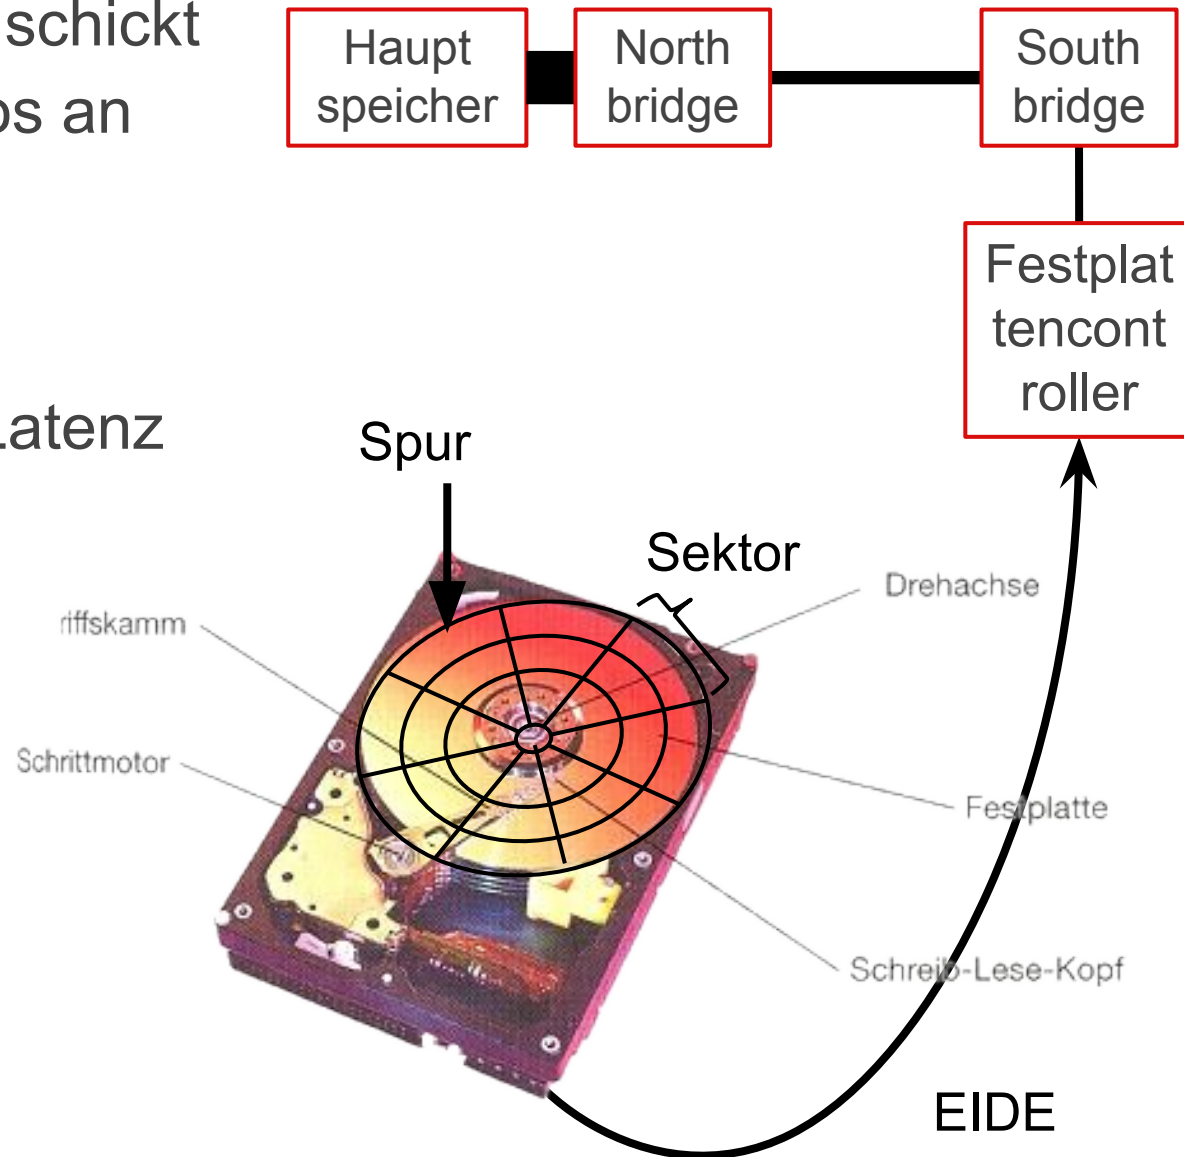 schickt
os an
Latenz
Haupt
speicher
North
bridge
South
bridge
Festplat
tencont
roller
Spur
Sektor
Drehachse
riffskamm
Schrittmotor
Festplatte
Schreib-Lese-Kopf
EIDE